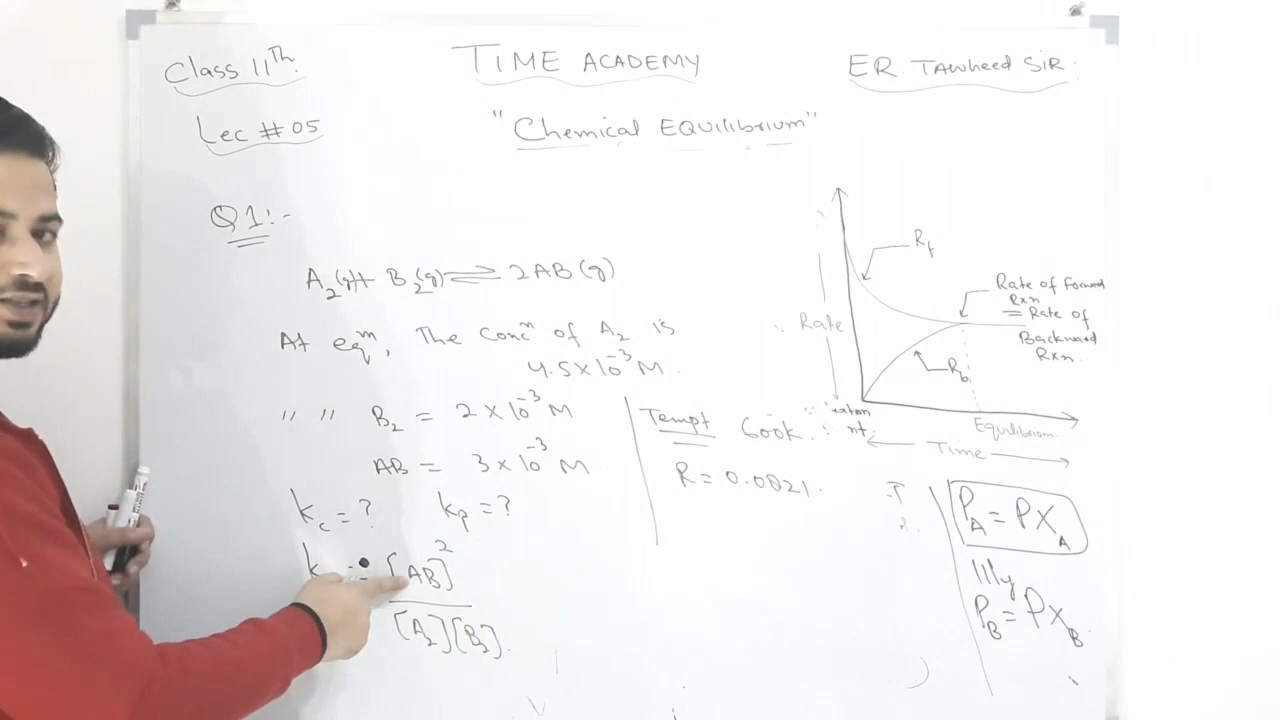 Class 11Th.
TIME ACADEMY
ER. TAWheed SIR.
Lec # 05
"Chemical EQUilibrium"
Q1:-
A₂(g)+ B₂(g) ⇌ 2AB(g)
At eqᵐ, The Concⁿ of A₂ is
4.5×10⁻³ M.
" " B₂ = 2 × 10⁻³ M
AB = 3 × 10⁻³ M.
kc = ? kp = ?
k = [AB]²
[A₂][B₂].
Tempt 600K.
R = 0.0821.
Rf
Rate of Forward
Rxn
= Rate of
Backward
Rxn.
Rate
Rb
Equilibrium
Time
PA = PXA
lllly
PB = PXB